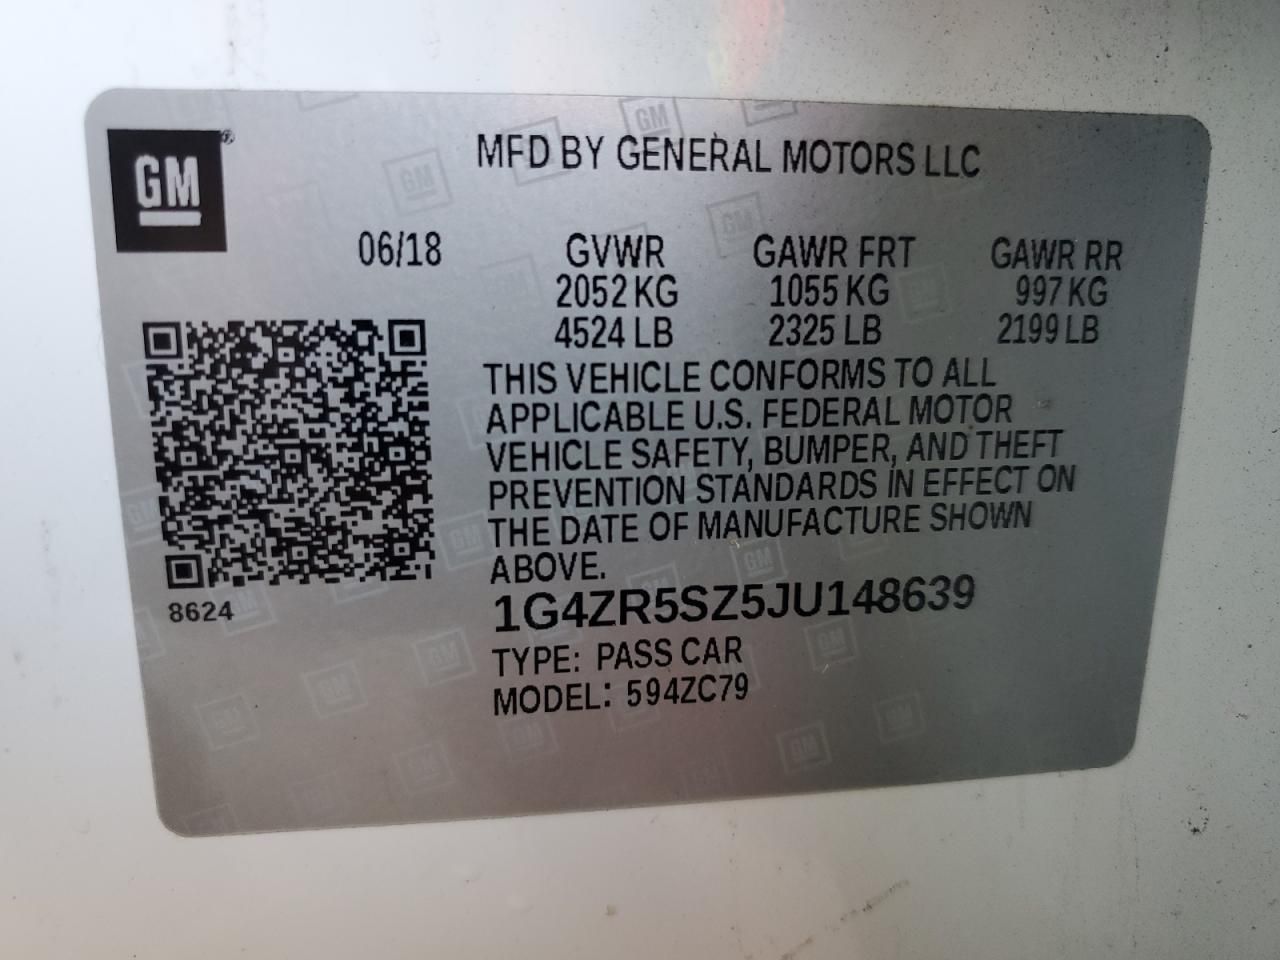 GM®
MFD BY GENERAL MOTORS LLC
06/18 GVWR GAWR FRT GAWR RR
2052 KG 1055 KG 997 KG
4524 LB 2325 LB 2199 LB
THIS VEHICLE CONFORMS TO ALL
APPLICABLE U.S. FEDERAL MOTOR
VEHICLE SAFETY, BUMPER, AND THEFT
PREVENTION STANDARDS IN EFFECT ON
THE DATE OF MANUFACTURE SHOWN
ABOVE.
8624
1G4ZR5SZ5JU148639
TYPE: PASS CAR
MODEL: 594ZC79